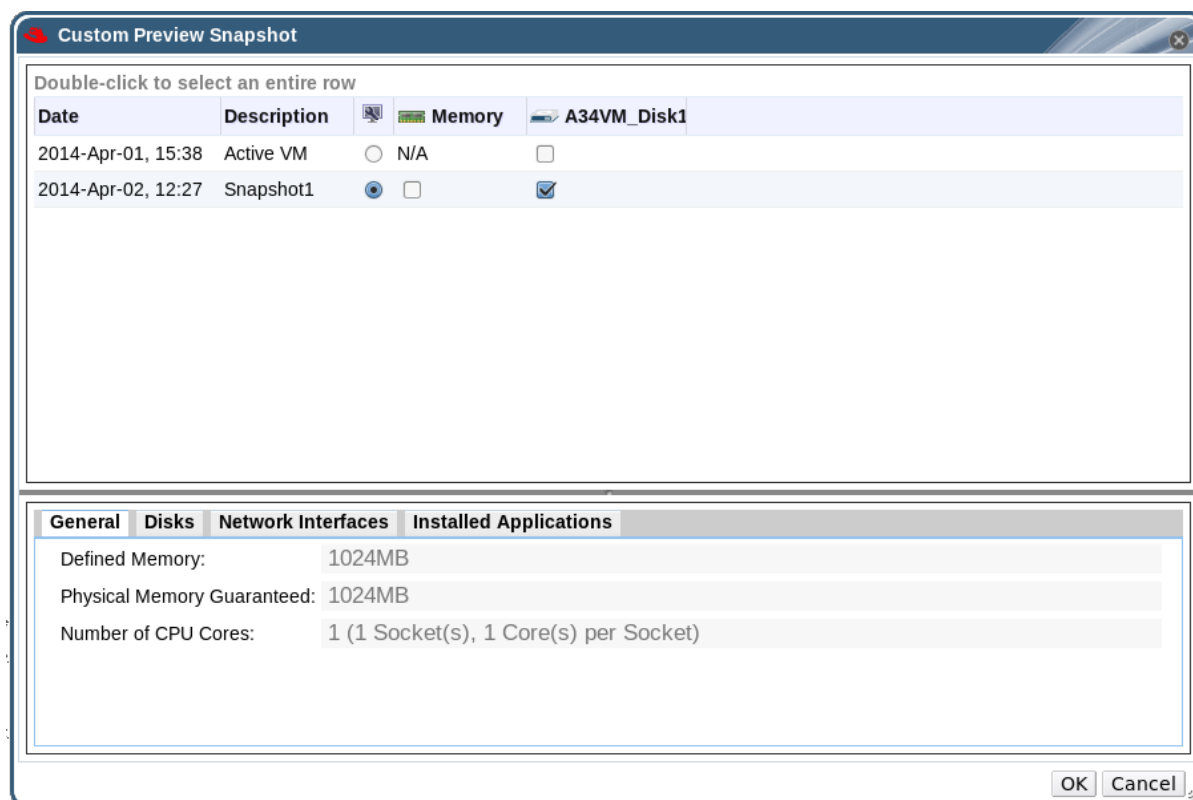 Custom Preview Snapshot
Double-click to select an entire row
Date Description Memory A34VM_Disk1
2014-Apr-01, 15:38 Active VM N/A
2014-Apr-02, 12:27 Snapshot1
General Disks Network Interfaces Installed Applications
Defined Memory: 1024MB
Physical Memory Guaranteed: 1024MB
Number of CPU Cores: 1 (1 Socket(s), 1 Core(s) per Socket)
OK Cancel